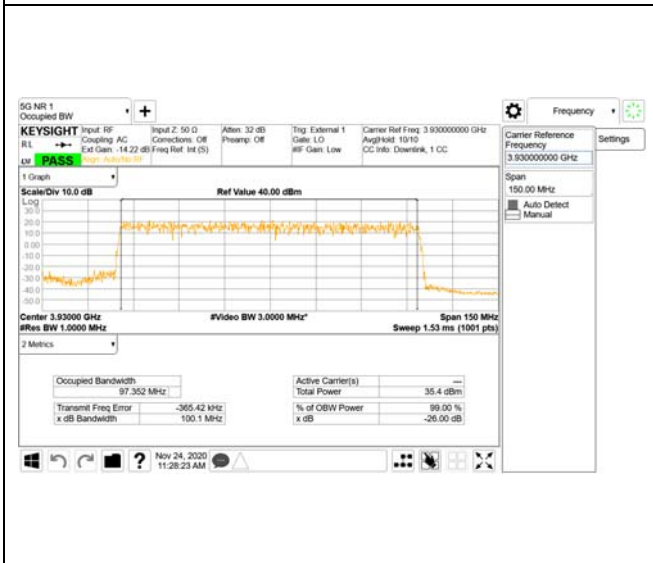 5G NR 1
Occupied BW
+
Frequency
KEYSIGHT Input: RF Input Z: 50 Ω Atten: 32 dB Trig: External 1 Carrier Ref Freq: 3.930000000 GHz
RL Coupling: AC Corrections: Off Preamp: Off Gate: LO Avg|Hold: 10/10
Ext Gain: -14.22 dB Freq Ref: Int (S) #IF Gain: Low CC Info: Downlink, 1 CC
PASS Align: Auto/No RF
Carrier Reference
Frequency
3.930000000 GHz
Settings
Span
150.00 MHz
Auto Detect
Manual
1 Graph
Scale/Div 10.0 dB Ref Value 40.00 dBm
Log
30.0
20.0
10.0
0.00
-10.0
-20.0
-30.0
-40.0
-50.0
Center 3.93000 GHz #Video BW 3.0000 MHz* Span 150 MHz
#Res BW 1.0000 MHz Sweep 1.53 ms (1001 pts)
2 Metrics
Occupied Bandwidth
97.352 MHz
Active Carrier(s) ---
Total Power 35.4 dBm
Transmit Freq Error -365.42 kHz
x dB Bandwidth 100.1 MHz
% of OBW Power 99.00 %
x dB -26.00 dB
? Nov 24, 2020
11:28:23 AM